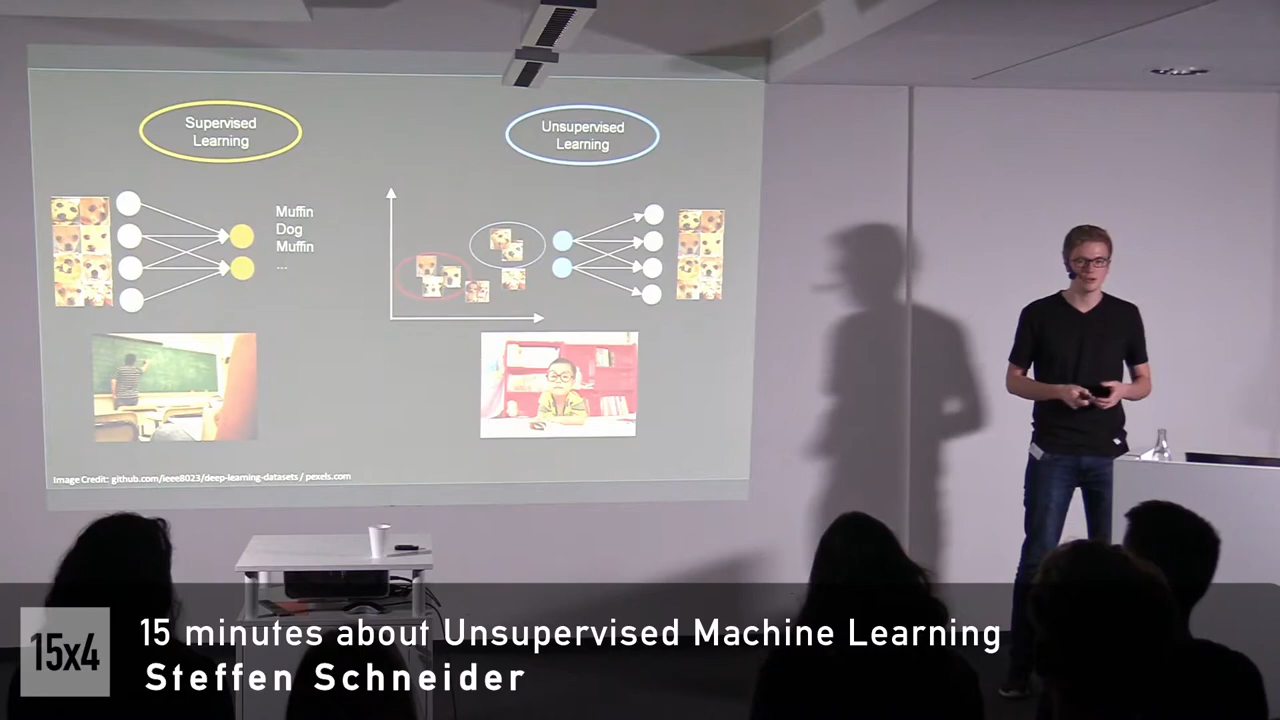 Supervised
Learning
Unsupervised
Learning
Muffin
Dog
Muffin
...
Image Credit: github.com/ieee8023/deep-learning-datasets / pexels.com
15x4
15 minutes about Unsupervised Machine Learning
Steffen Schneider